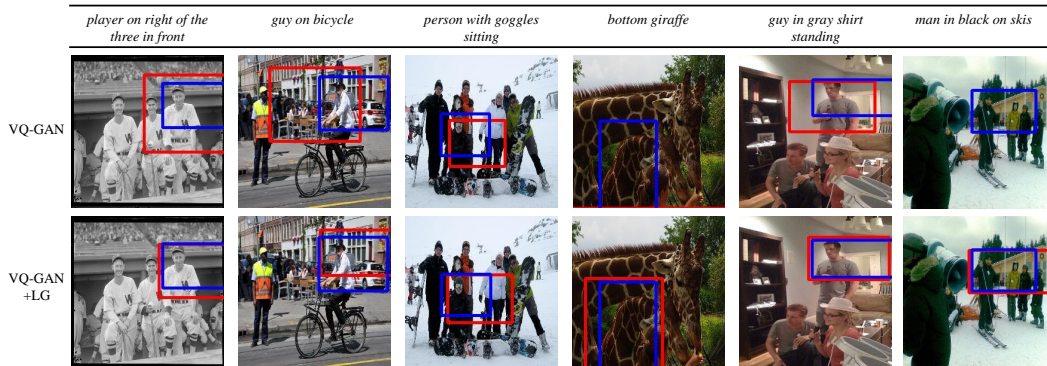 player on right of the
three in front
guy on bicycle
person with goggles
sitting
bottom giraffe
guy in gray shirt
standing
man in black on skis
VQ-GAN
VQ-GAN
+LG